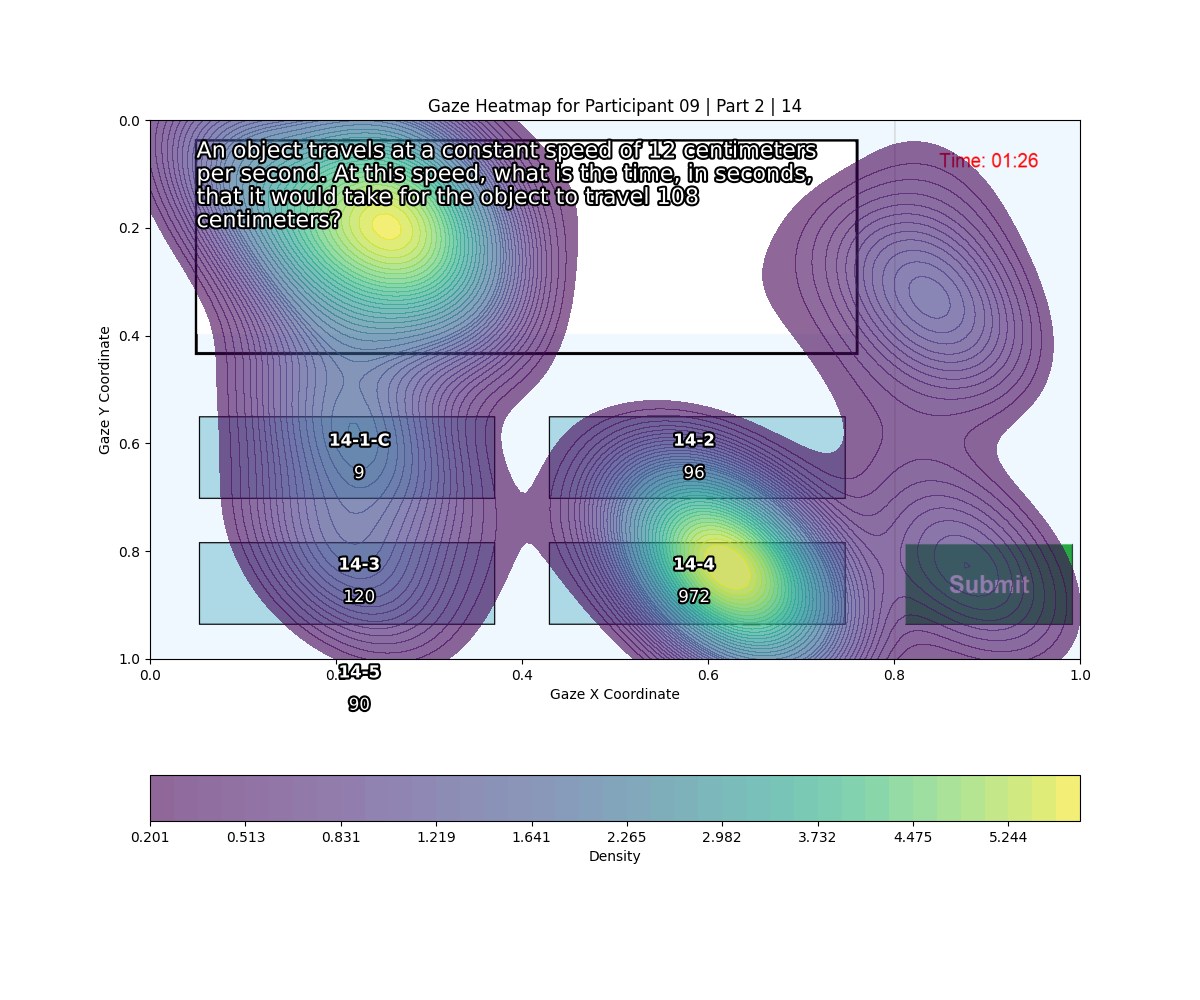 Gaze Heatmap for Participant 09 | Part 2 | 14
0.0
0.2
0.4
0.6
0.8
1.0
Gaze Y Coordinate
An object travels at a constant speed of 12 centimeters
per second. At this speed, what is the time, in seconds,
that it would take for the object to travel 108
centimeters?
Time: 01:26
14-1-C
9
14-2
96
14-3
120
14-4
972
Submit
0.0
0.4
0.6
0.8
1.0
14-5
90
Gaze X Coordinate
0.201
0.513
0.831
1.219
1.641
2.265
2.982
3.732
4.475
5.244
Density